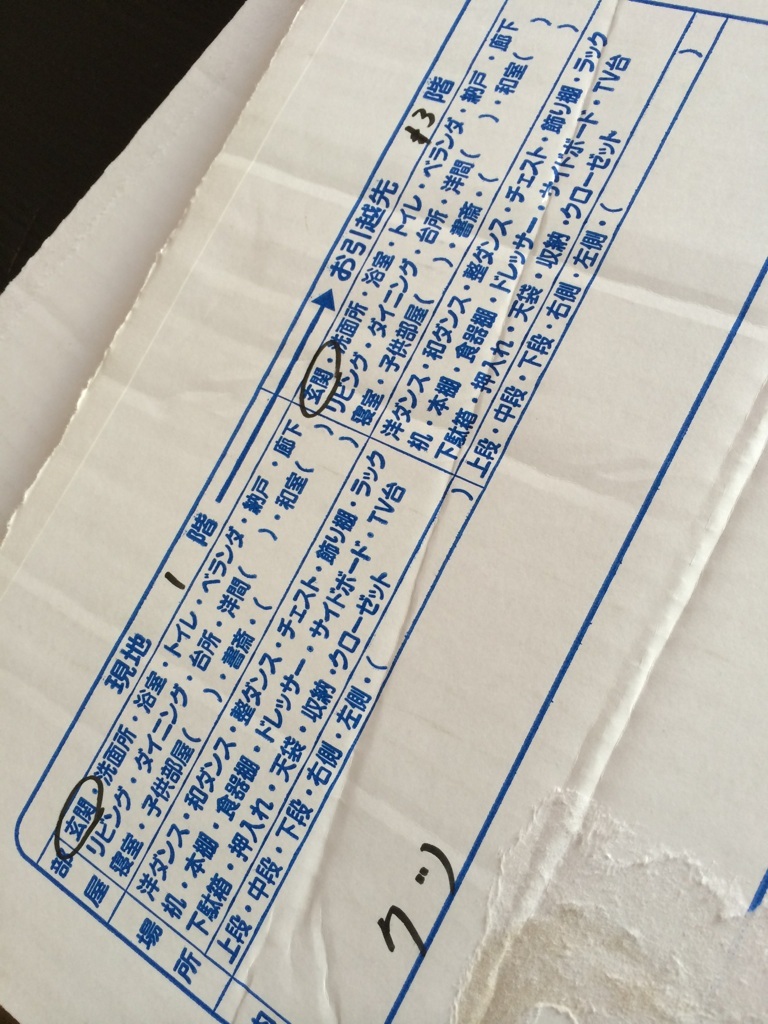 現地 1 階
お引越先 3 階
部屋
玄関・洗面所・浴室・トイレ・ベランダ・納戸・廊下
リビング・ダイニング・台所・洋間( )・和室( )
寝室・子供部屋( )・書斎・( )
玄関・洗面所・浴室・トイレ・ベランダ・納戸・廊下
リビング・ダイニング・台所・洋間( )・和室( )
寝室・子供部屋( )・書斎・( )
場所
洋ダンス・和ダンス・整ダンス・チェスト・飾り棚・ラック
机・本棚・食器棚・ドレッサー・サイドボード・TV台
下駄箱・押入れ・天袋・収納・クローゼット
上段・中段・下段・右側・左側・( )
洋ダンス・和ダンス・整ダンス・チェスト・飾り棚・ラック
机・本棚・食器棚・ドレッサー・サイドボード・TV台
下駄箱・押入れ・天袋・収納・クローゼット
上段・中段・下段・右側・左側・( )
クツ